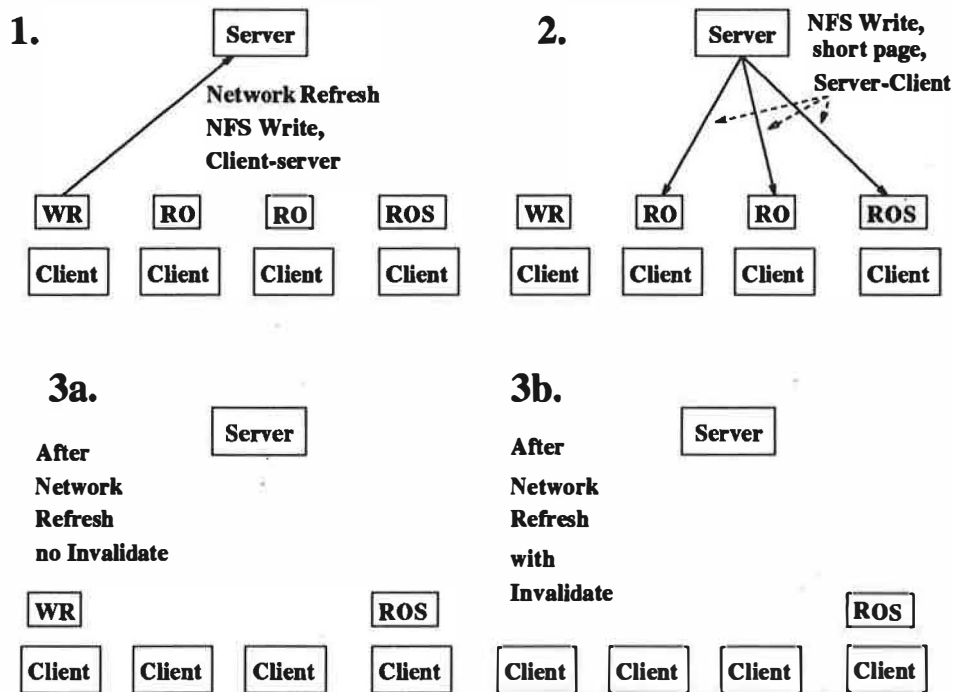 1.
Server
Network Refresh
NFS Write,
Client-server
WR RO RO ROS
Client Client Client Client
2.
Server
NFS Write,
short page,
Server-Client
WR RO RO ROS
Client Client Client Client
3a.
Server
After
Network
Refresh
no Invalidate
WR ROS
Client Client Client Client
3b.
Server
After
Network
Refresh
with
Invalidate
ROS
Client Client Client Client